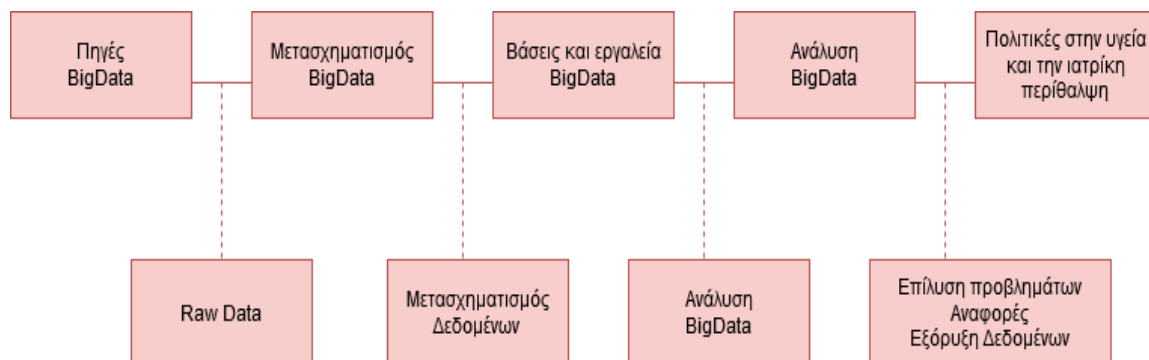 Πηγές
BigData
Μετασχηματισμός
BigData
Βάσεις και εργαλεία
BigData
Ανάλυση
BigData
Πολιτικές στην υγεία
και την ιατρίκη
περίθαλψη
Raw Data
Μετασχηματισμός
Δεδομένων
Ανάλυση
BigData
Επίλυση προβλημάτων
Αναφορές
Εξόρυξη Δεδομένων